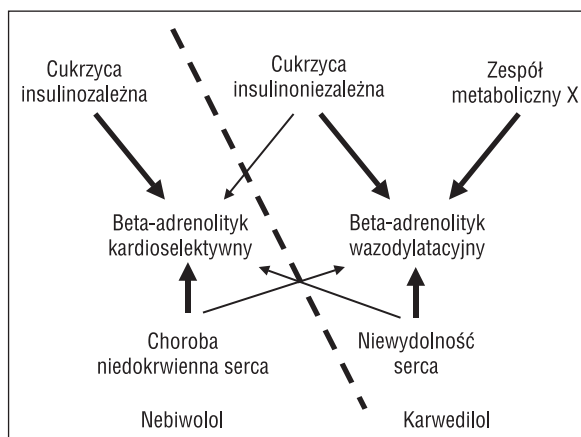 Cukrzyca
insulinozależna
Cukrzyca
insulinoniezależna
Zespół
metaboliczny X
Beta-adrenolityk
kardioselektywny
Beta-adrenolityk
wazodylatacyjny
Choroba
niedokrwienna serca
Niewydolność
serca
Nebiwolol
Karwedilol